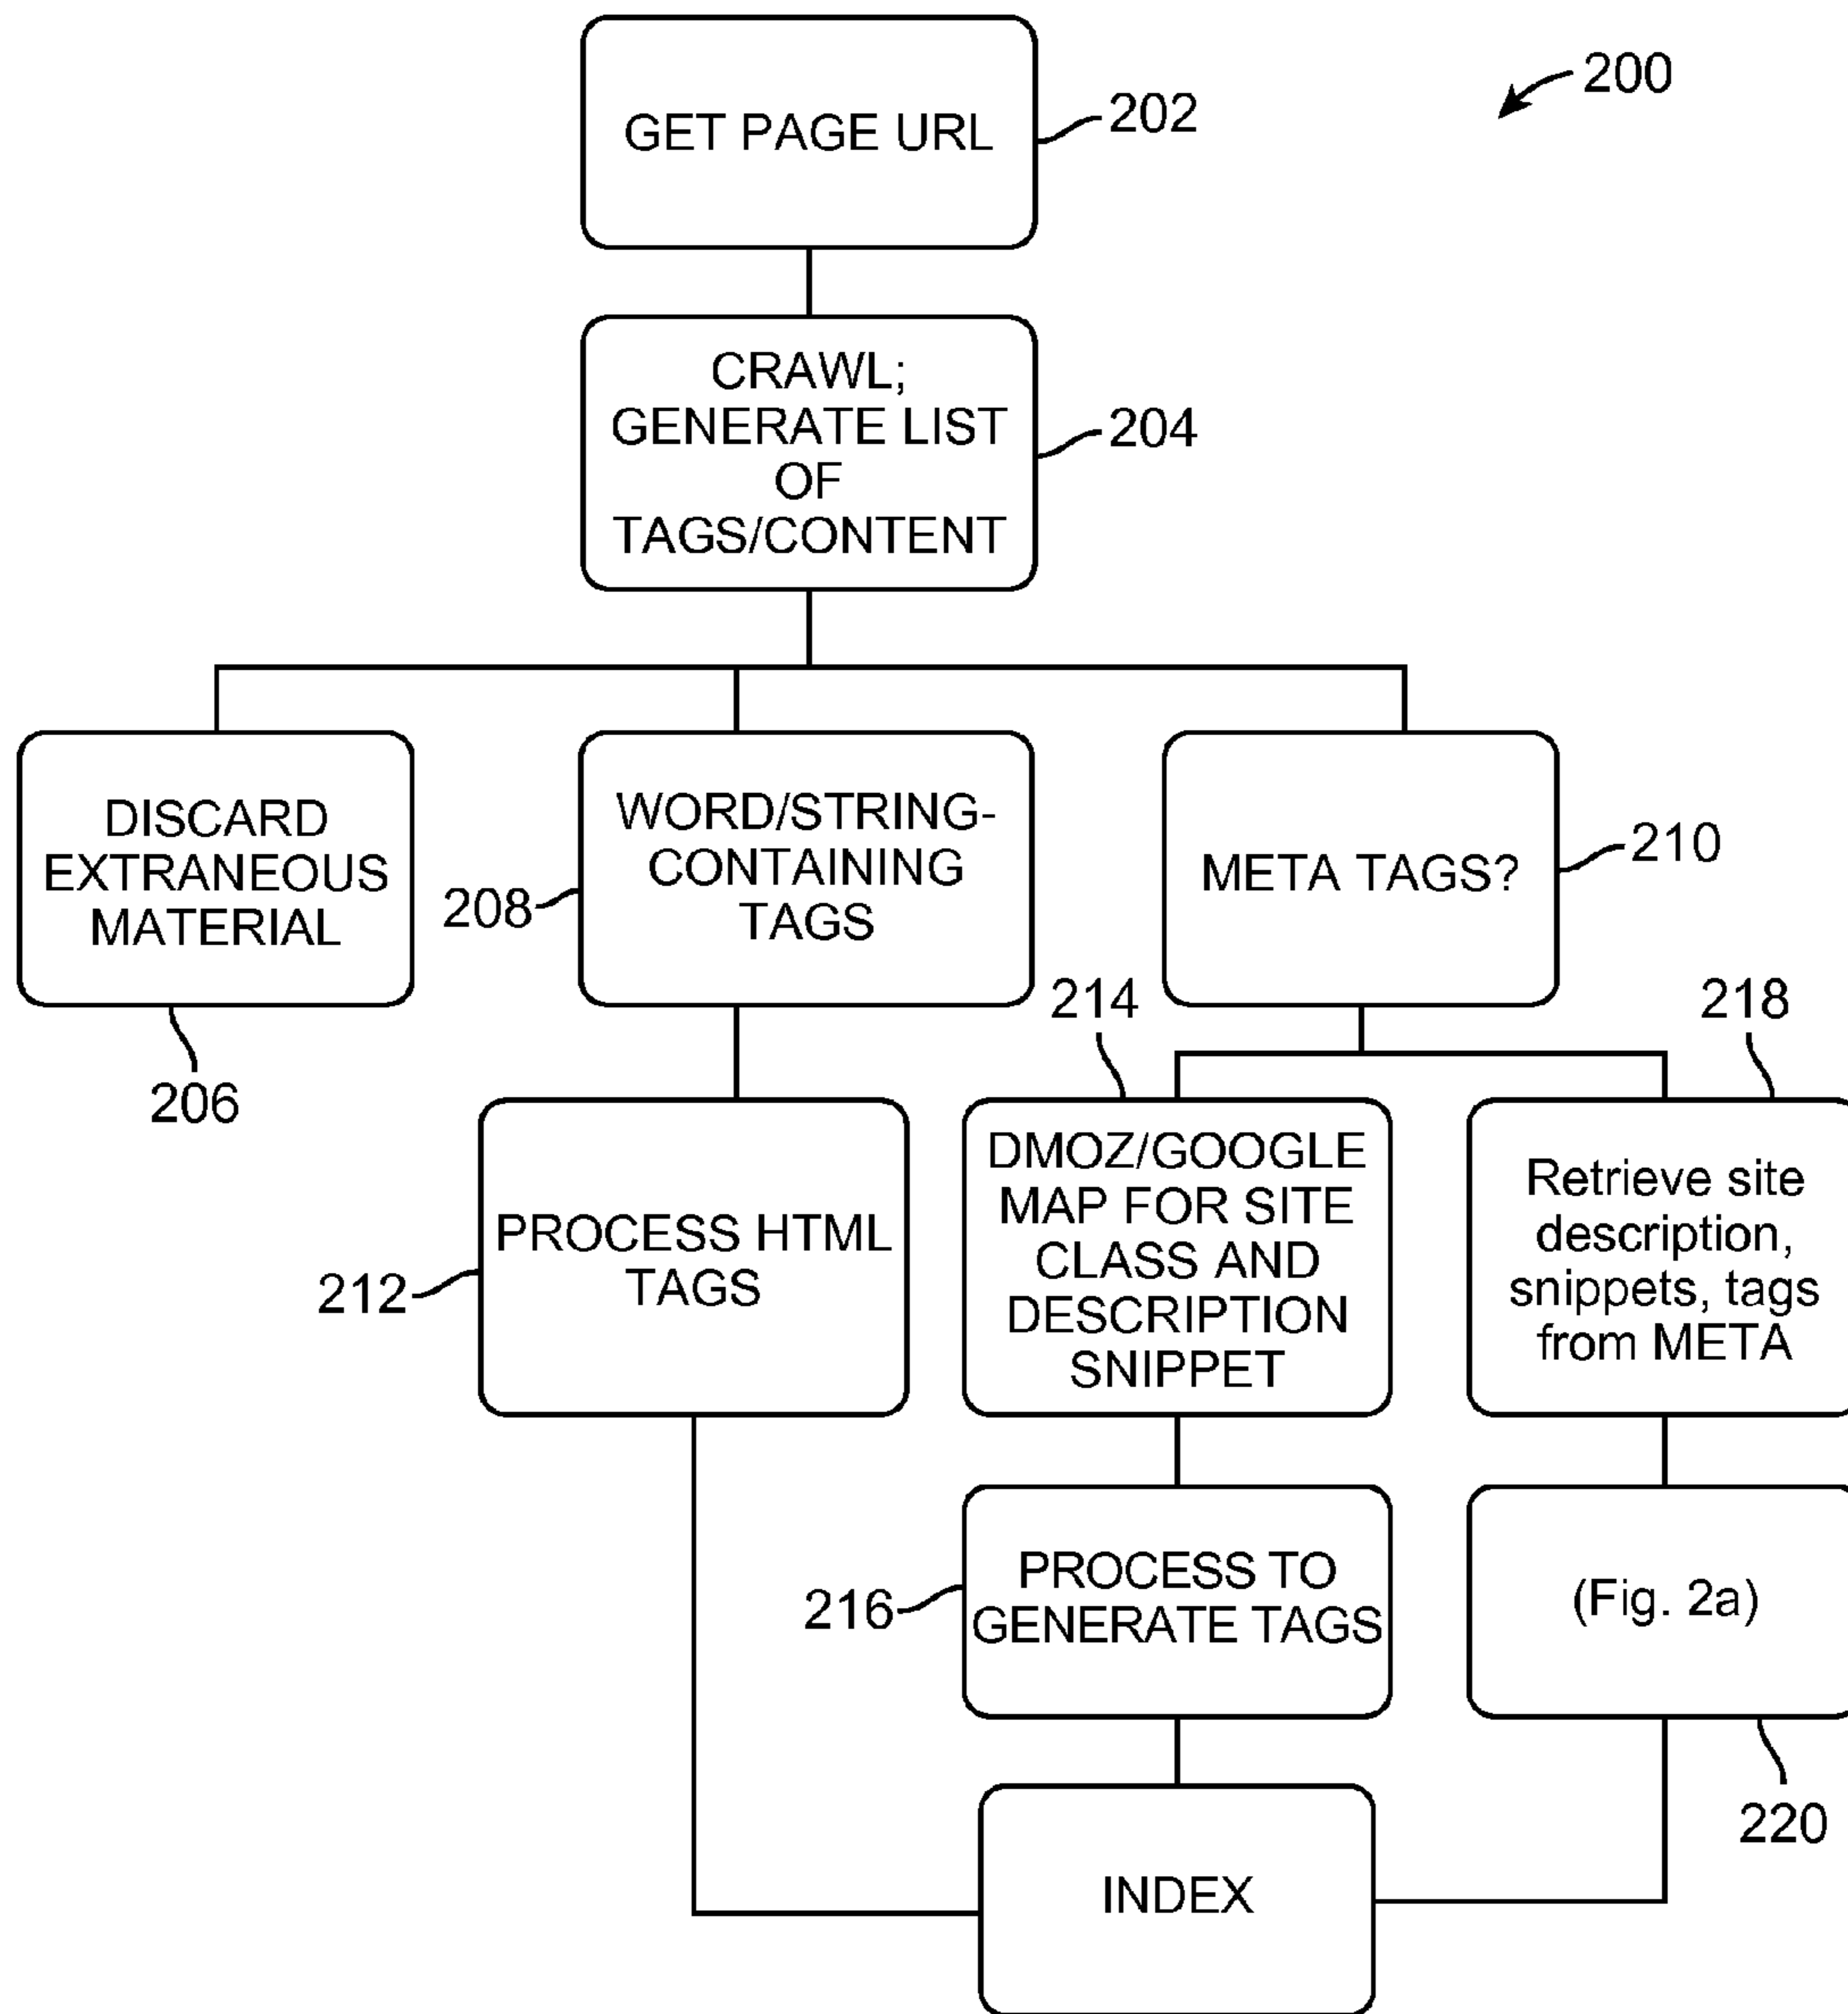 200
GET PAGE URL
202
CRAWL;
GENERATE LIST
OF
TAGS/CONTENT
204
DISCARD
EXTRANEOUS
MATERIAL
206
WORD/STRING-
CONTAINING
TAGS
208
META TAGS?
210
PROCESS HTML
TAGS
212
214
DMOZ/GOOGLE
MAP FOR SITE
CLASS AND
DESCRIPTION
SNIPPET
218
Retrieve site
description,
snippets, tags
from META
PROCESS TO
GENERATE TAGS
216
(Fig. 2a)
220
INDEX